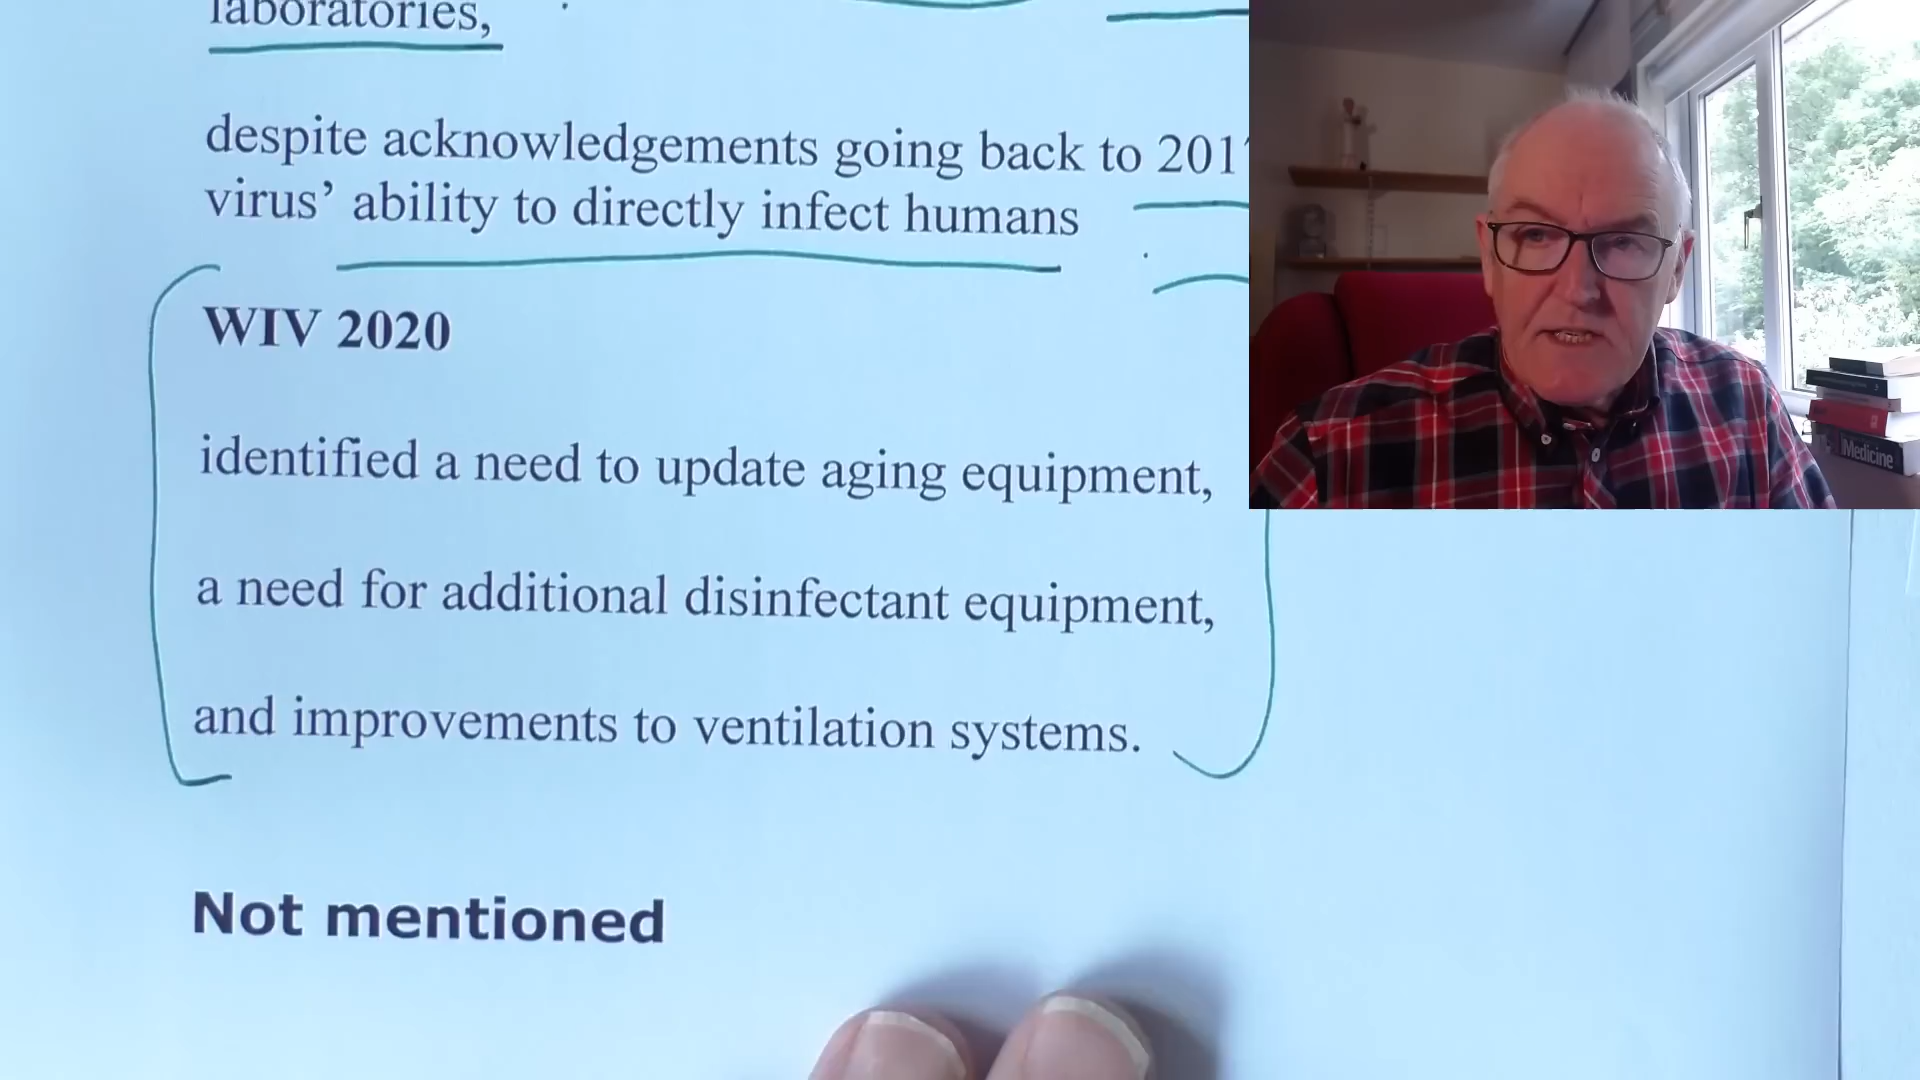 laboratories,
despite acknowledgements going back to
virus’ ability to directly infect humans
WIV 2020
identified a need to update aging equipment,
a need for additional disinfectant equipment,
and improvements to ventilation systems.
Not mentioned
Medicine